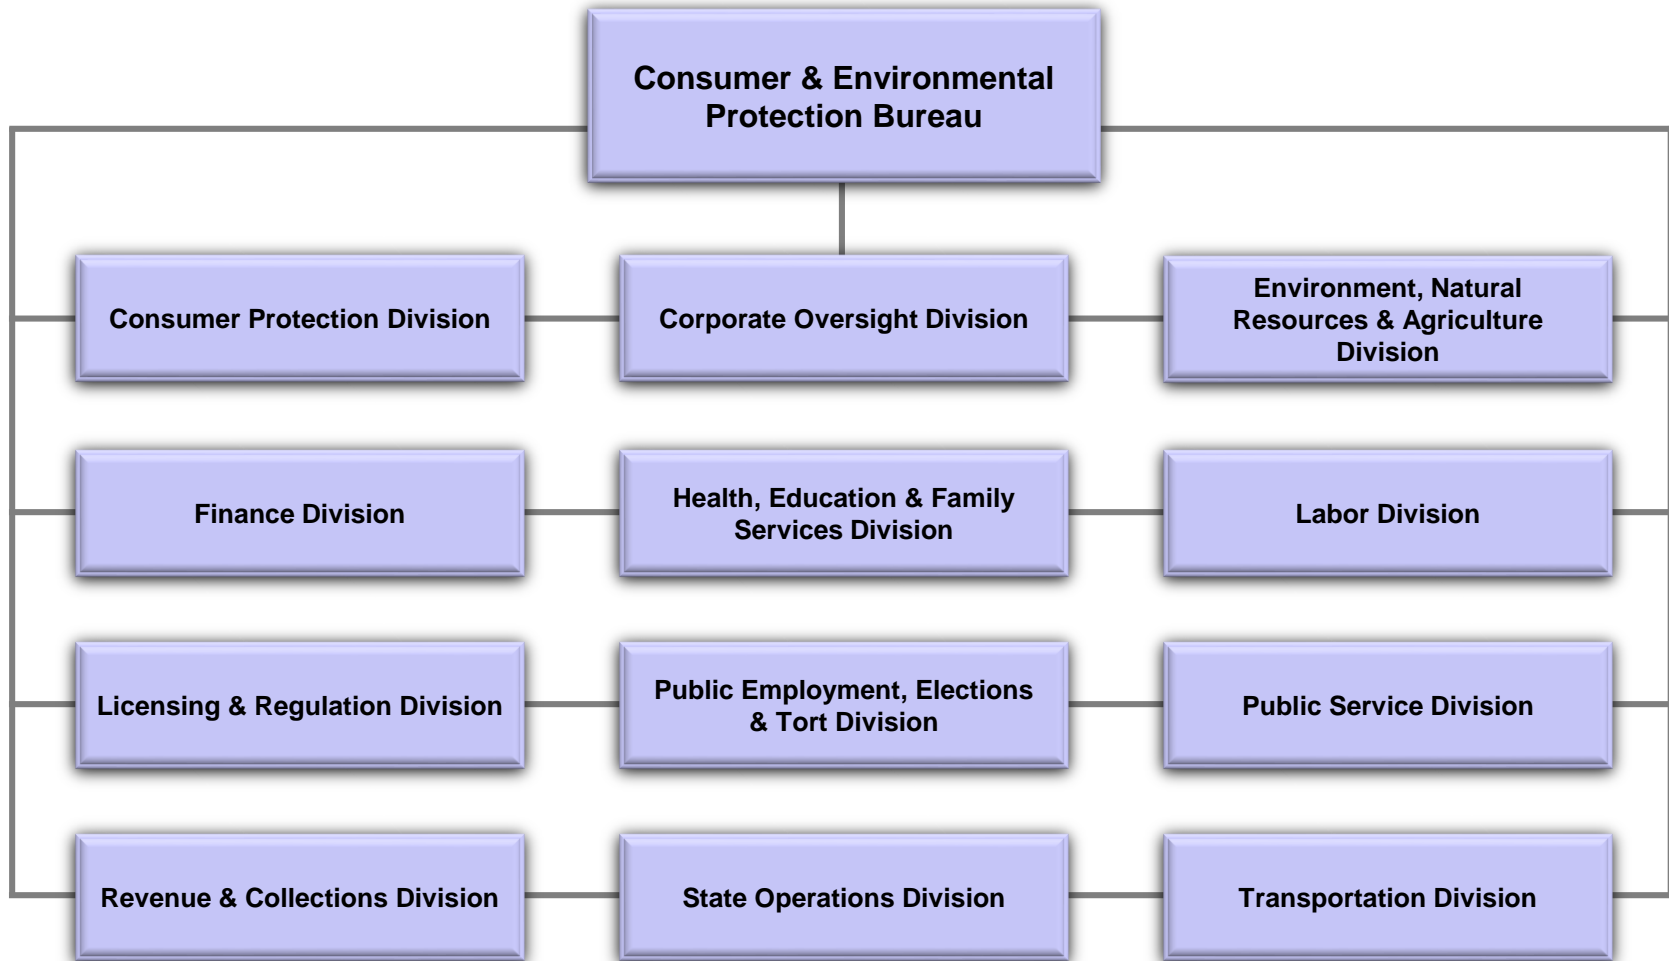 Consumer & Environmental
Protection Bureau
Consumer Protection Division
Corporate Oversight Division
Environment, Natural
Resources & Agriculture
Division
Finance Division
Health, Education & Family
Services Division
Labor Division
Licensing & Regulation Division
Public Employment, Elections
& Tort Division
Public Service Division
Revenue & Collections Division
State Operations Division
Transportation Division